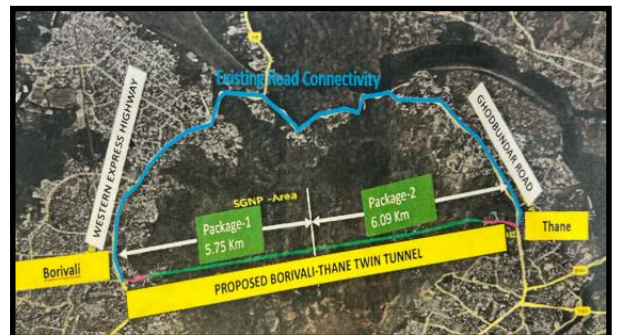 Existing Road Connectivity
WESTERN EXPRESS HIGHWAY
GHODBUNDAR ROAD
SGNP -Area
Package-1
5.75 Km
Package-2
6.09 Km
Borivali
Thane
PROPOSED BORIVALI-THANE TWIN TUNNEL